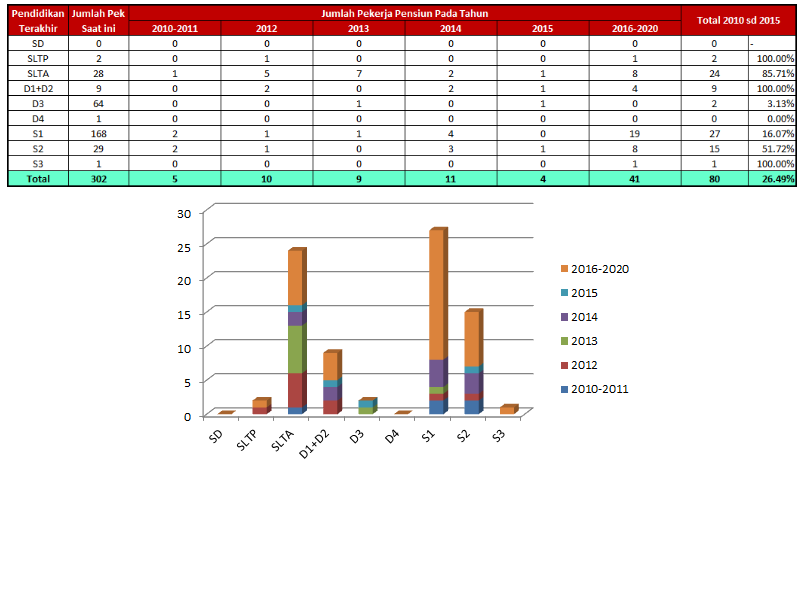 Pendidikan Terakhir Jumlah Pek Saat ini Jumlah Pekerja Pensiun Pada Tahun Total 2010 sd 2015
2010-2011 2012 2013 2014 2015 2016-2020
SD 0 0 0 0 0 0 0 0 -
SLTP 2 0 1 0 0 0 1 2 100.00%
SLTA 28 1 5 7 2 1 8 24 85.71%
D1+D2 9 0 2 0 2 1 4 9 100.00%
D3 64 0 0 1 0 1 0 2 3.13%
D4 1 0 0 0 0 0 0 0 0.00%
S1 168 2 1 1 4 0 19 27 16.07%
S2 29 2 1 0 3 1 8 15 51.72%
S3 1 0 0 0 0 0 1 1 100.00%
Total 302 5 10 9 11 4 41 80 26.49%
30
25
20
15
10
5
0
SD SLTP SLTA D1+D2 D3 D4 S1 S2 S3
2016-2020
2015
2014
2013
2012
2010-2011